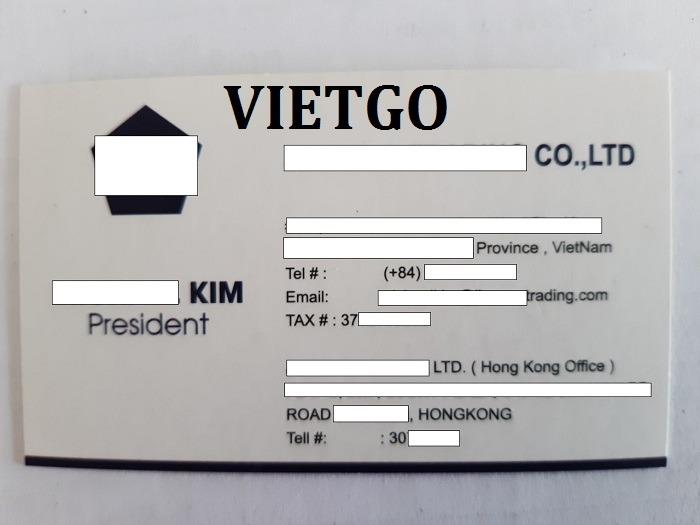 VIETGO
CO.,LTD
Province , VietNam
Tel # : (+84)
Email: trading.com
TAX # : 37
KIM
President
LTD. ( Hong Kong Office )
ROAD , HONGKONG
Tell #: : 30